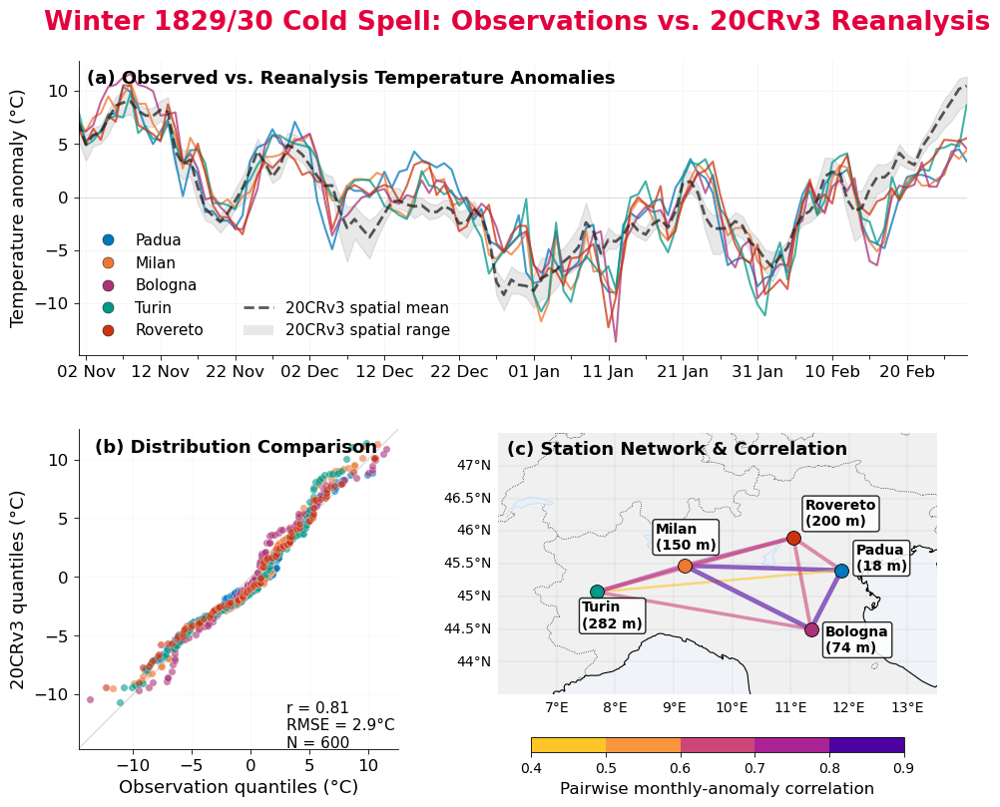 Winter 1829/30 Cold Spell: Observations vs. 20CRv3 Reanalysis
(a) Observed vs. Reanalysis Temperature Anomalies
Temperature anomaly (°C)
10
5
0
−5
−10
Padua
Milan
Bologna
Turin
Rovereto
20CRv3 spatial mean
20CRv3 spatial range
02 Nov
12 Nov
22 Nov
02 Dec
12 Dec
22 Dec
01 Jan
11 Jan
21 Jan
31 Jan
10 Feb
20 Feb
(b) Distribution Comparison
20CRv3 quantiles (°C)
10
5
0
−5
−10
r = 0.81
RMSE = 2.9°C
N = 600
−10
−5
0
5
10
Observation quantiles (°C)
(c) Station Network & Correlation
47°N
46.5°N
46°N
45.5°N
45°N
44.5°N
44°N
Rovereto
(200 m)
Milan
(150 m)
Padua
(18 m)
Turin
(282 m)
Bologna
(74 m)
7°E
8°E
9°E
10°E
11°E
12°E
13°E
0.4
0.5
0.6
0.7
0.8
0.9
Pairwise monthly-anomaly correlation